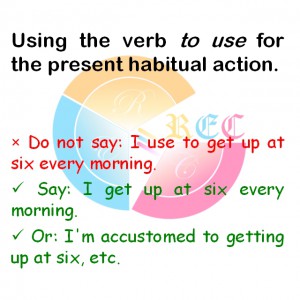 Using the verb to use for
the present habitual action.
REC
× Do not say: I use to get up at
six every morning.
✓ Say: I get up at six every
morning.
✓ Or: I'm accustomed to getting
up at six, etc.